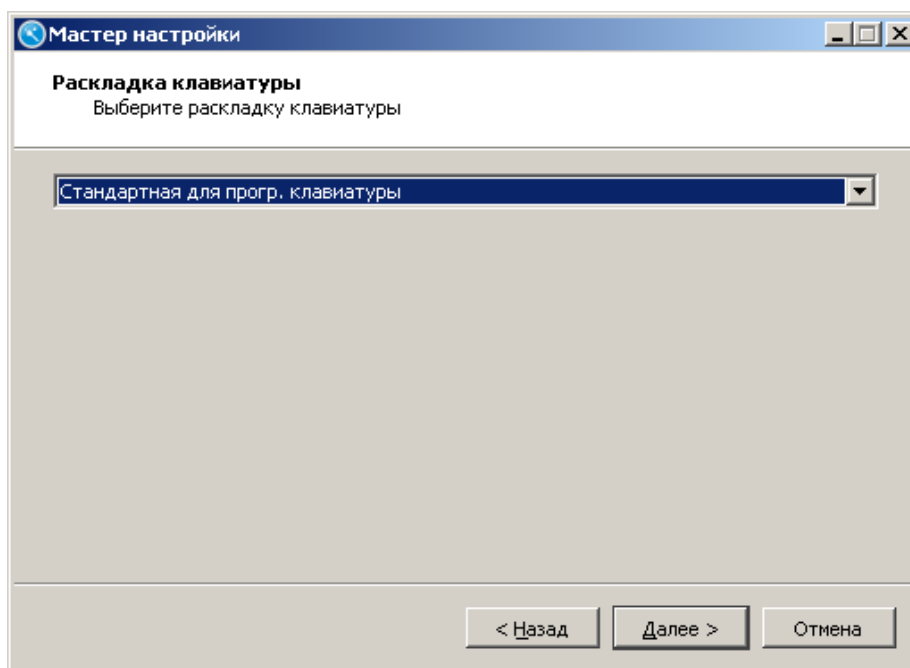 Мастер настройки
Раскладка клавиатуры
Выберите раскладку клавиатуры
Стандартная для прогр. клавиатуры
< Назад   Далее >   Отмена